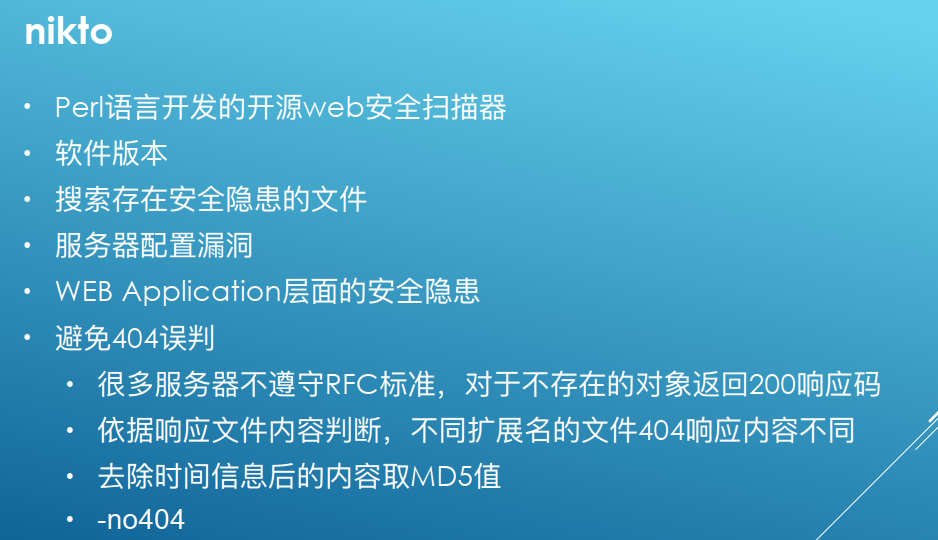 nikto
• Perl语言开发的开源web安全扫描器
• 软件版本
• 搜索存在安全隐患的文件
• 服务器配置漏洞
• WEB Application层面的安全隐患
• 避免404误判
• 很多服务器不遵守RFC标准，对于不存在的对象返回200响应码
• 依据响应文件内容判断，不同扩展名的文件404响应内容不同
• 去除时间信息后的内容取MD5值
• -no404